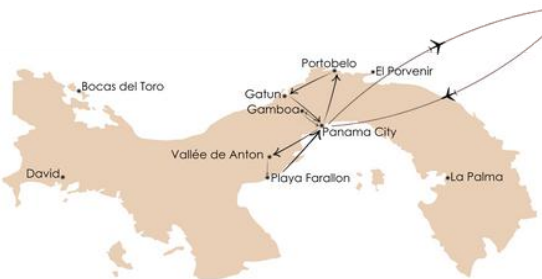 Portobelo
El Porvenir
Bocas del Toro
Gatun
Gamboa
Panama City
Vallée de Anton
David
Playa Farallon
La Palma